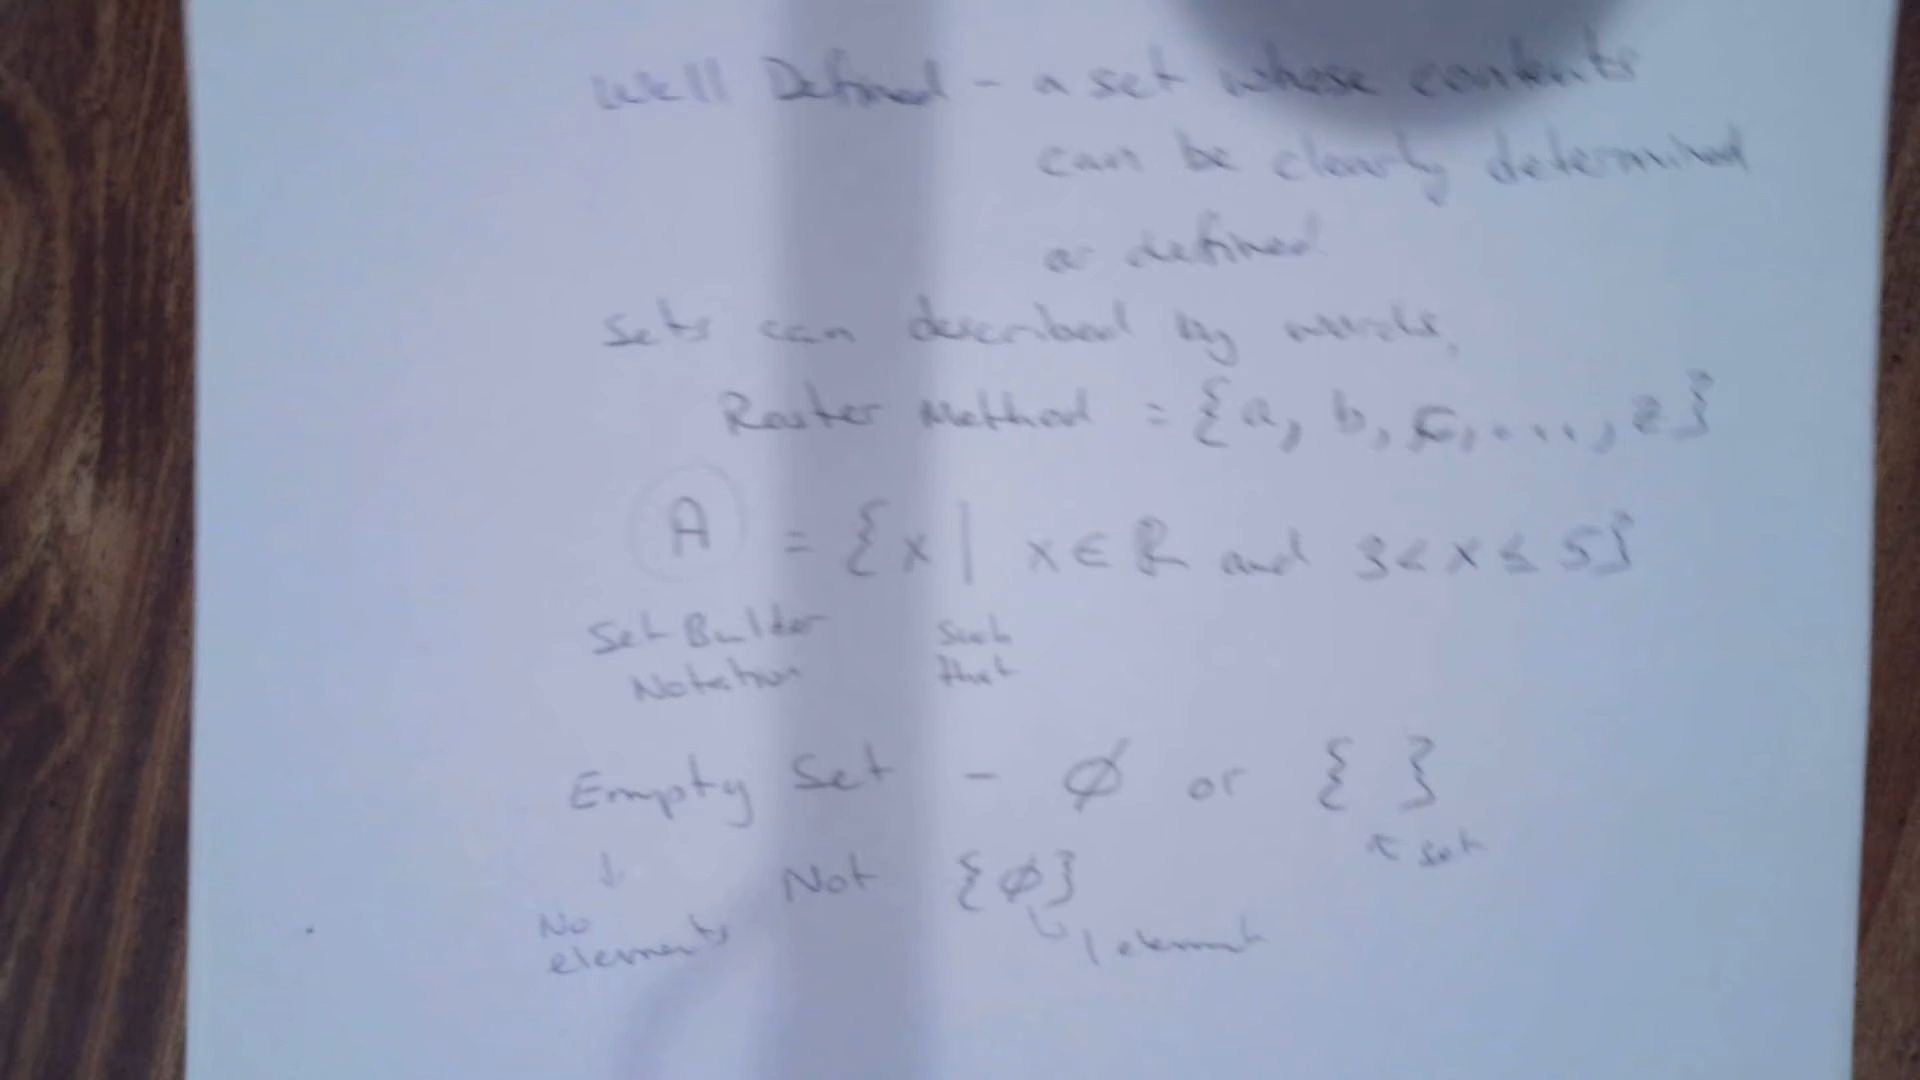 Well Defined - a set whose contents
can be clearly determined
or defined
Sets can described by words,
Roster Method = {a, b, c, ..., z}
A = {x | x ∈ R and 3 < x ≤ 5}
Set Builder Notation
such that
Empty Set - ∅ or { }
↖ set
↓ Not {∅}
No elements
↳ 1 element